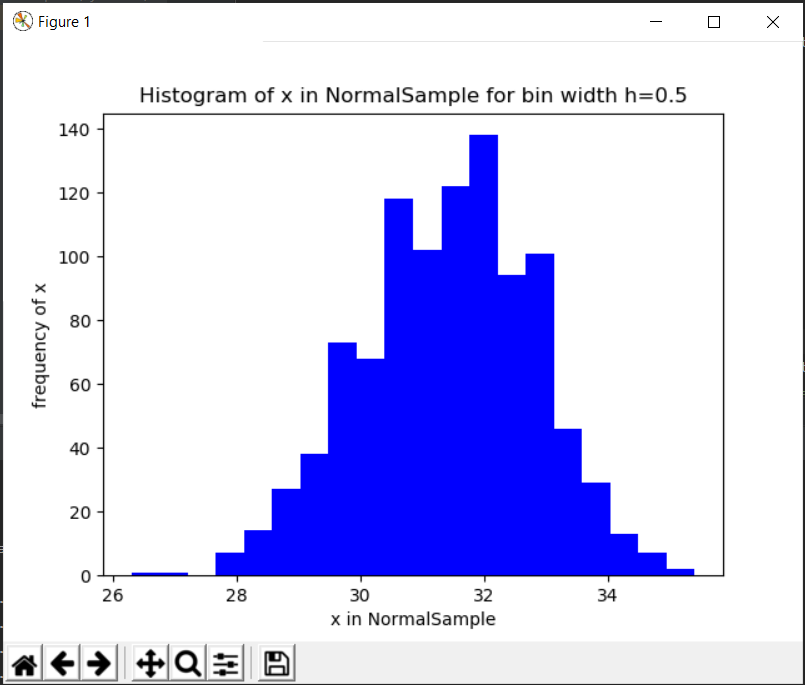 Figure 1
Histogram of x in NormalSample for bin width h=0.5
140
120
100
80
60
40
20
0
frequency of x
26 28 30 32 34
x in NormalSample